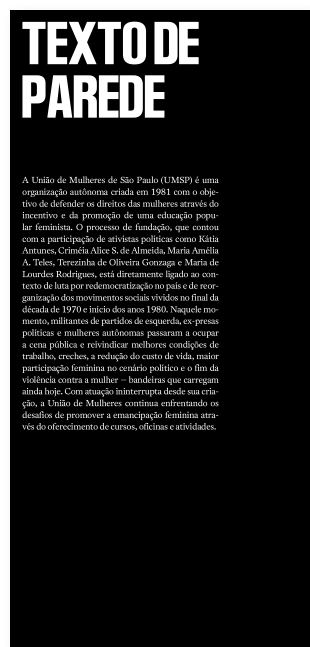 TEXTO DE
PAREDE
A União de Mulheres de São Paulo (UMSP) é uma
organização autônoma criada em 1981 com o obje-
tivo de defender os direitos das mulheres através do
incentivo e da promoção de uma educação popu-
lar feminista. O processo de fundação, que contou
com a participação de ativistas políticas como Kátia
Antunes, Criméia Alice S. de Almeida, Maria Amélia
A. Teles, Terezinha de Oliveira Gonzaga e Maria de
Lourdes Rodrigues, está diretamente ligado ao con-
texto de luta por redemocratização no país e de reor-
ganização dos movimentos sociais vividos no final da
década de 1970 e início dos anos 1980. Naquele mo-
mento, militantes de partidos de esquerda, ex-presas
políticas e mulheres autônomas passaram a ocupar
a cena pública e reivindicar melhores condições de
trabalho, creches, a redução do custo de vida, maior
participação feminina no cenário político e o fim da
violência contra a mulher – bandeiras que carregam
ainda hoje. Com atuação ininterrupta desde sua cria-
ção, a União de Mulheres continua enfrentando os
desafios de promover a emancipação feminina atra-
vés do oferecimento de cursos, oficinas e atividades.